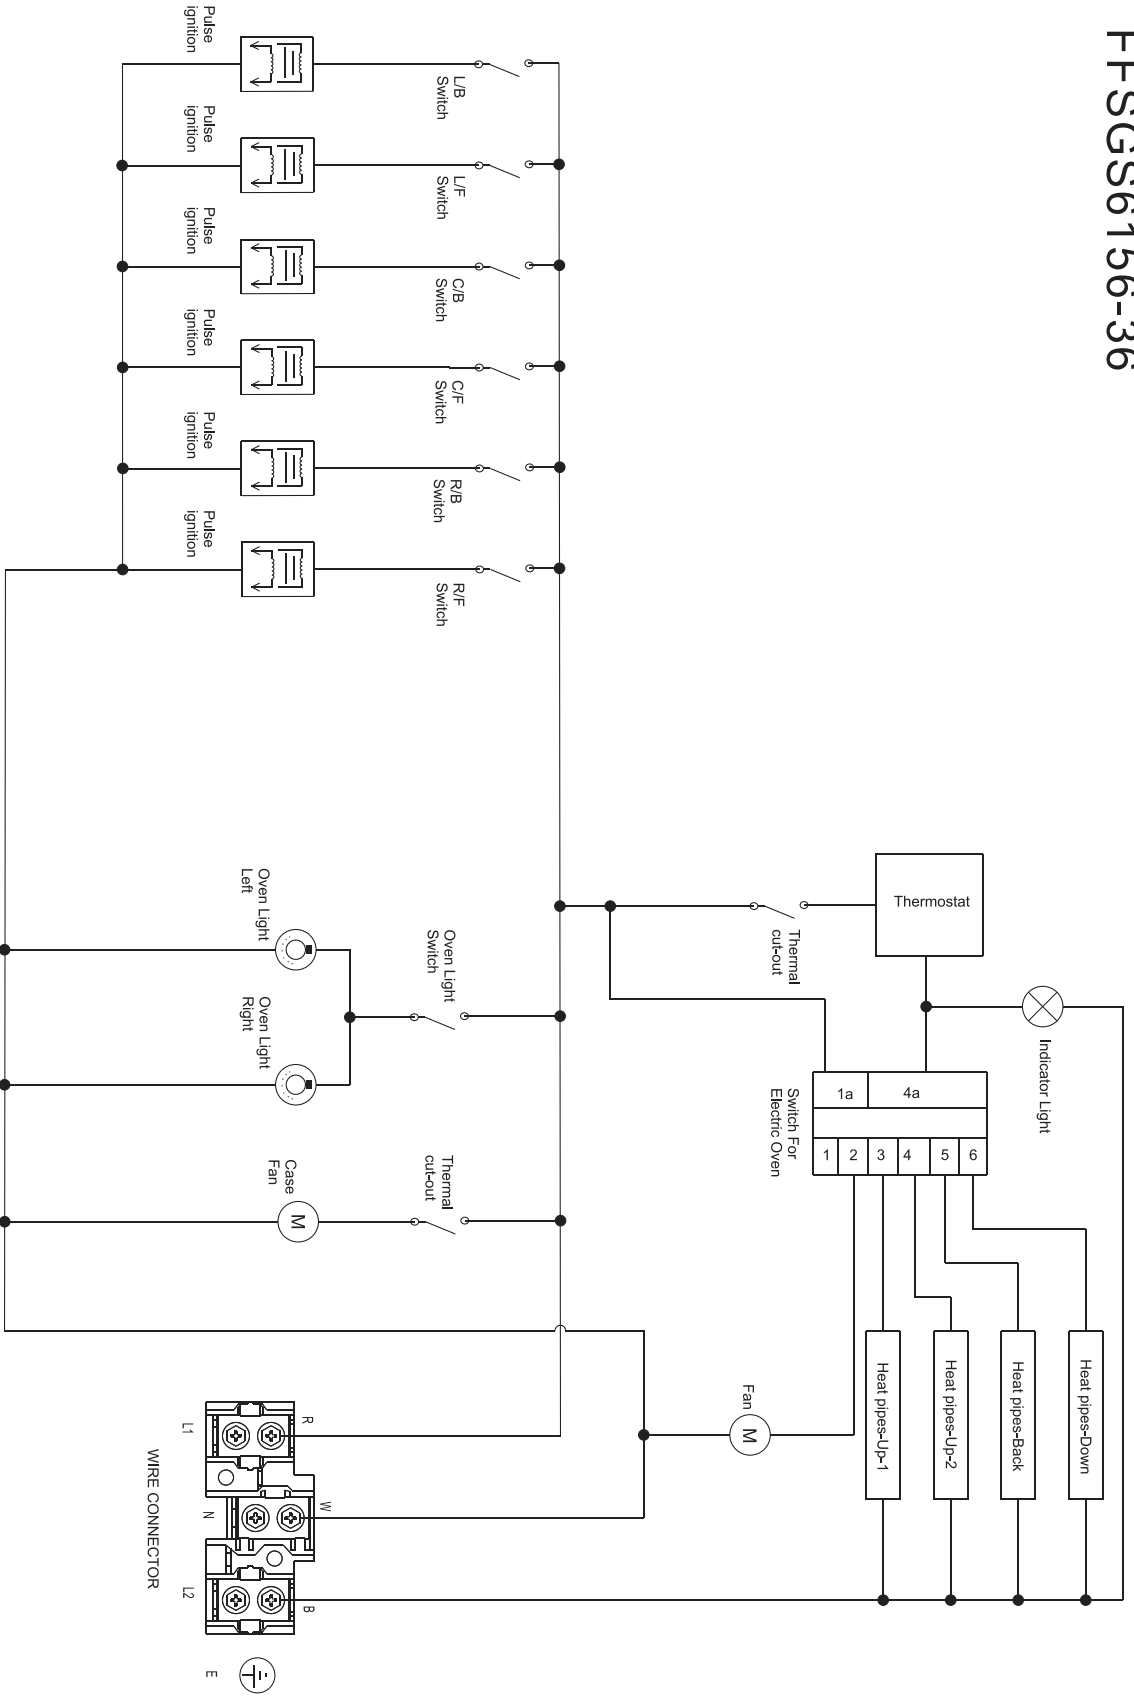 FFSGS6156-36
Pulse
ignition
L/B
Switch
Pulse
ignition
L/F
Switch
Pulse
ignition
C/B
Switch
Pulse
ignition
C/F
Switch
Pulse
ignition
R/B
Switch
Pulse
ignition
R/F
Switch
Thermostat
Thermal
cut-out
Oven Light
Left
Oven Light
Switch
Oven Light
Right
Indicator Light
1a
4a
Switch For
Electric Oven
1
2
3
4
5
6
Case
Fan
M
Thermal
cut-out
Fan
M
Heat pipes-Up-1
Heat pipes-Up-2
Heat pipes-Back
Heat pipes-Down
R
L1
W
N
B
L2
WIRE CONNECTOR
E